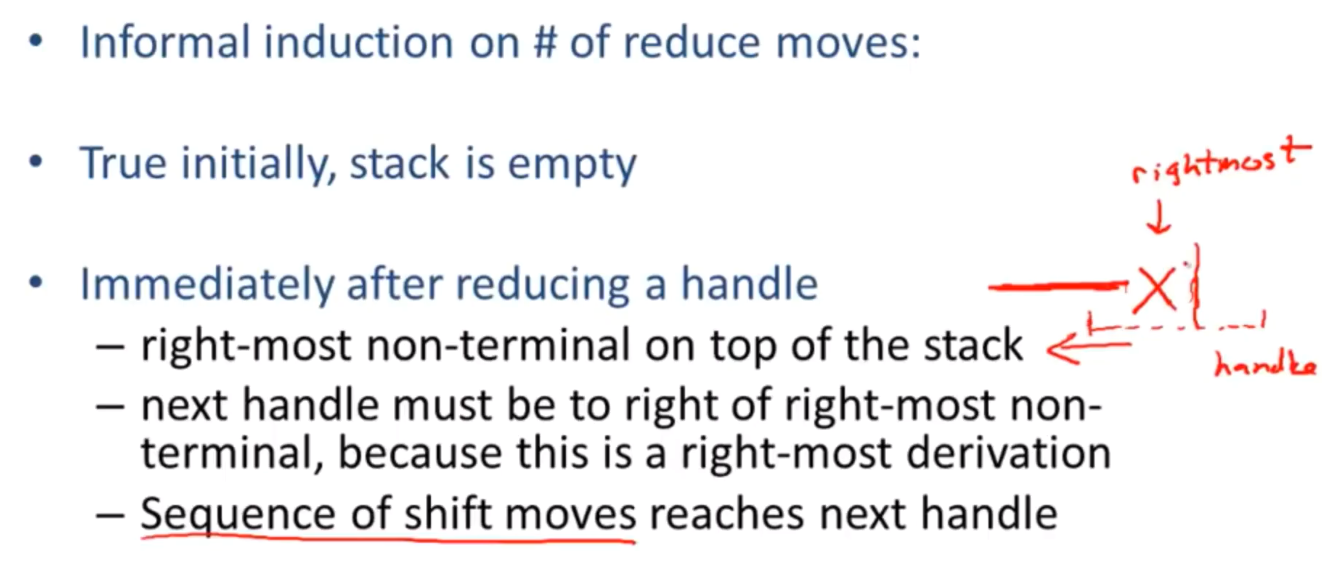 • Informal induction on # of reduce moves:
• True initially, stack is empty
rightmost
• Immediately after reducing a handle
X
– right-most non-terminal on top of the stack
handle
– next handle must be to right of right-most non-
terminal, because this is a right-most derivation
– Sequence of shift moves reaches next handle